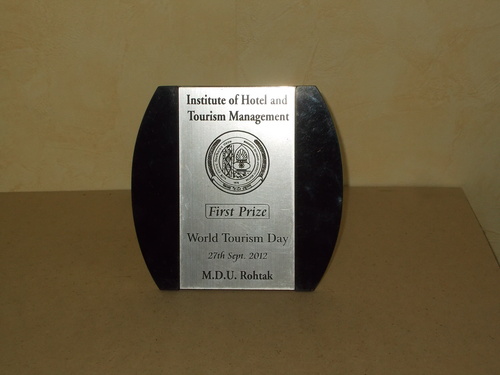 Institute of Hotel and
Tourism Management
First Prize
World Tourism Day
27th Sept. 2012
M.D.U. Rohtak